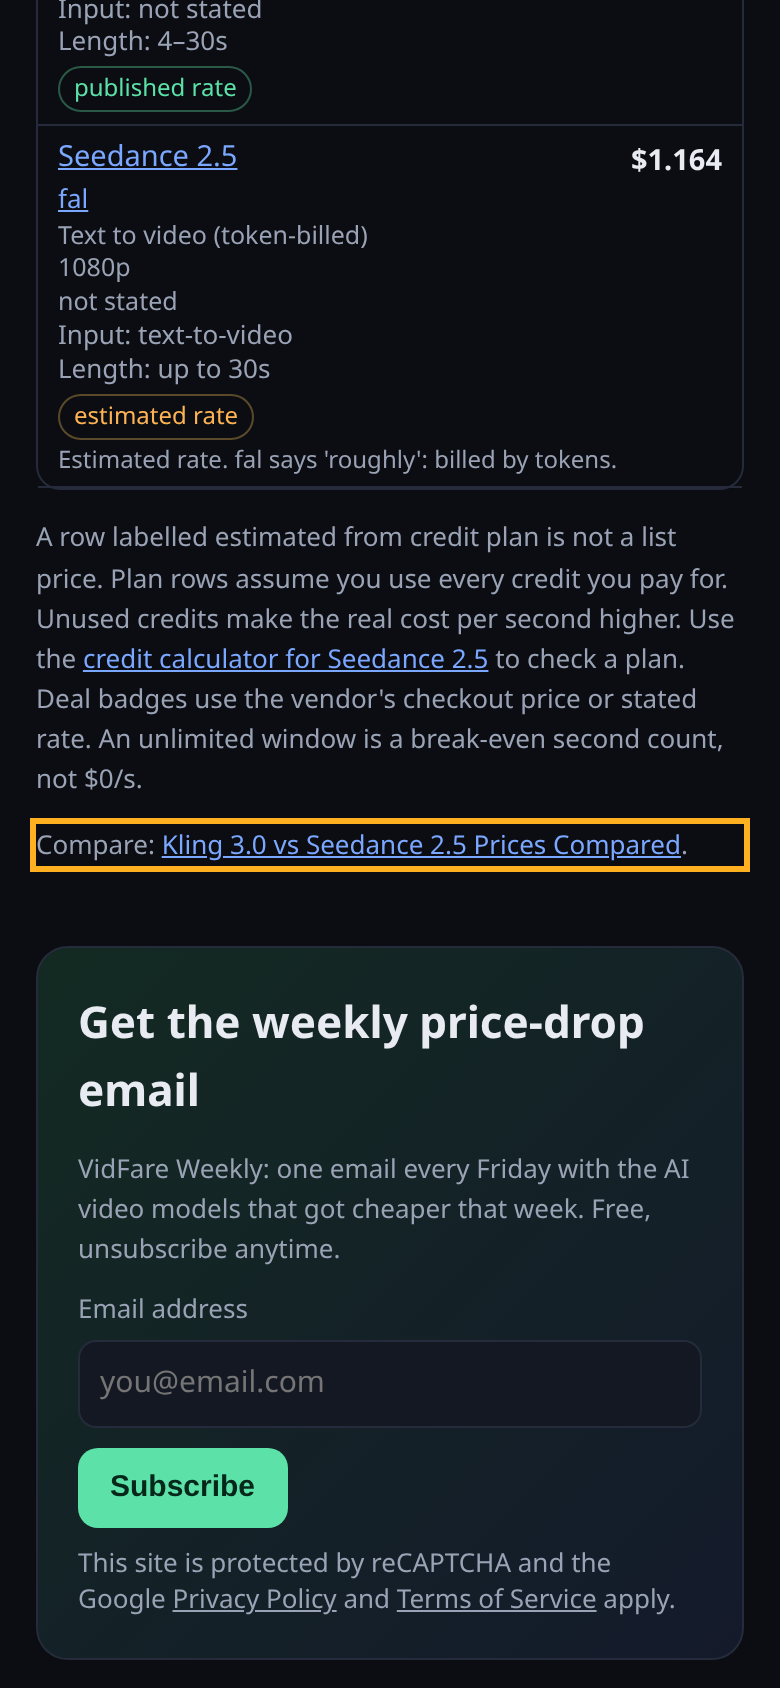 Input: not stated
Length: 4–30s
published rate
Seedance 2.5
$1.164
fal
Text to video (token-billed)
1080p
not stated
Input: text-to-video
Length: up to 30s
estimated rate
Estimated rate. fal says 'roughly': billed by tokens.
A row labelled estimated from credit plan is not a list
price. Plan rows assume you use every credit you pay for.
Unused credits make the real cost per second higher. Use
the credit calculator for Seedance 2.5 to check a plan.
Deal badges use the vendor's checkout price or stated
rate. An unlimited window is a break-even second count,
not $0/s.
Compare: Kling 3.0 vs Seedance 2.5 Prices Compared.
Get the weekly price-drop
email
VidFare Weekly: one email every Friday with the AI
video models that got cheaper that week. Free,
unsubscribe anytime.
Email address
you@email.com
Subscribe
This site is protected by reCAPTCHA and the
Google Privacy Policy and Terms of Service apply.